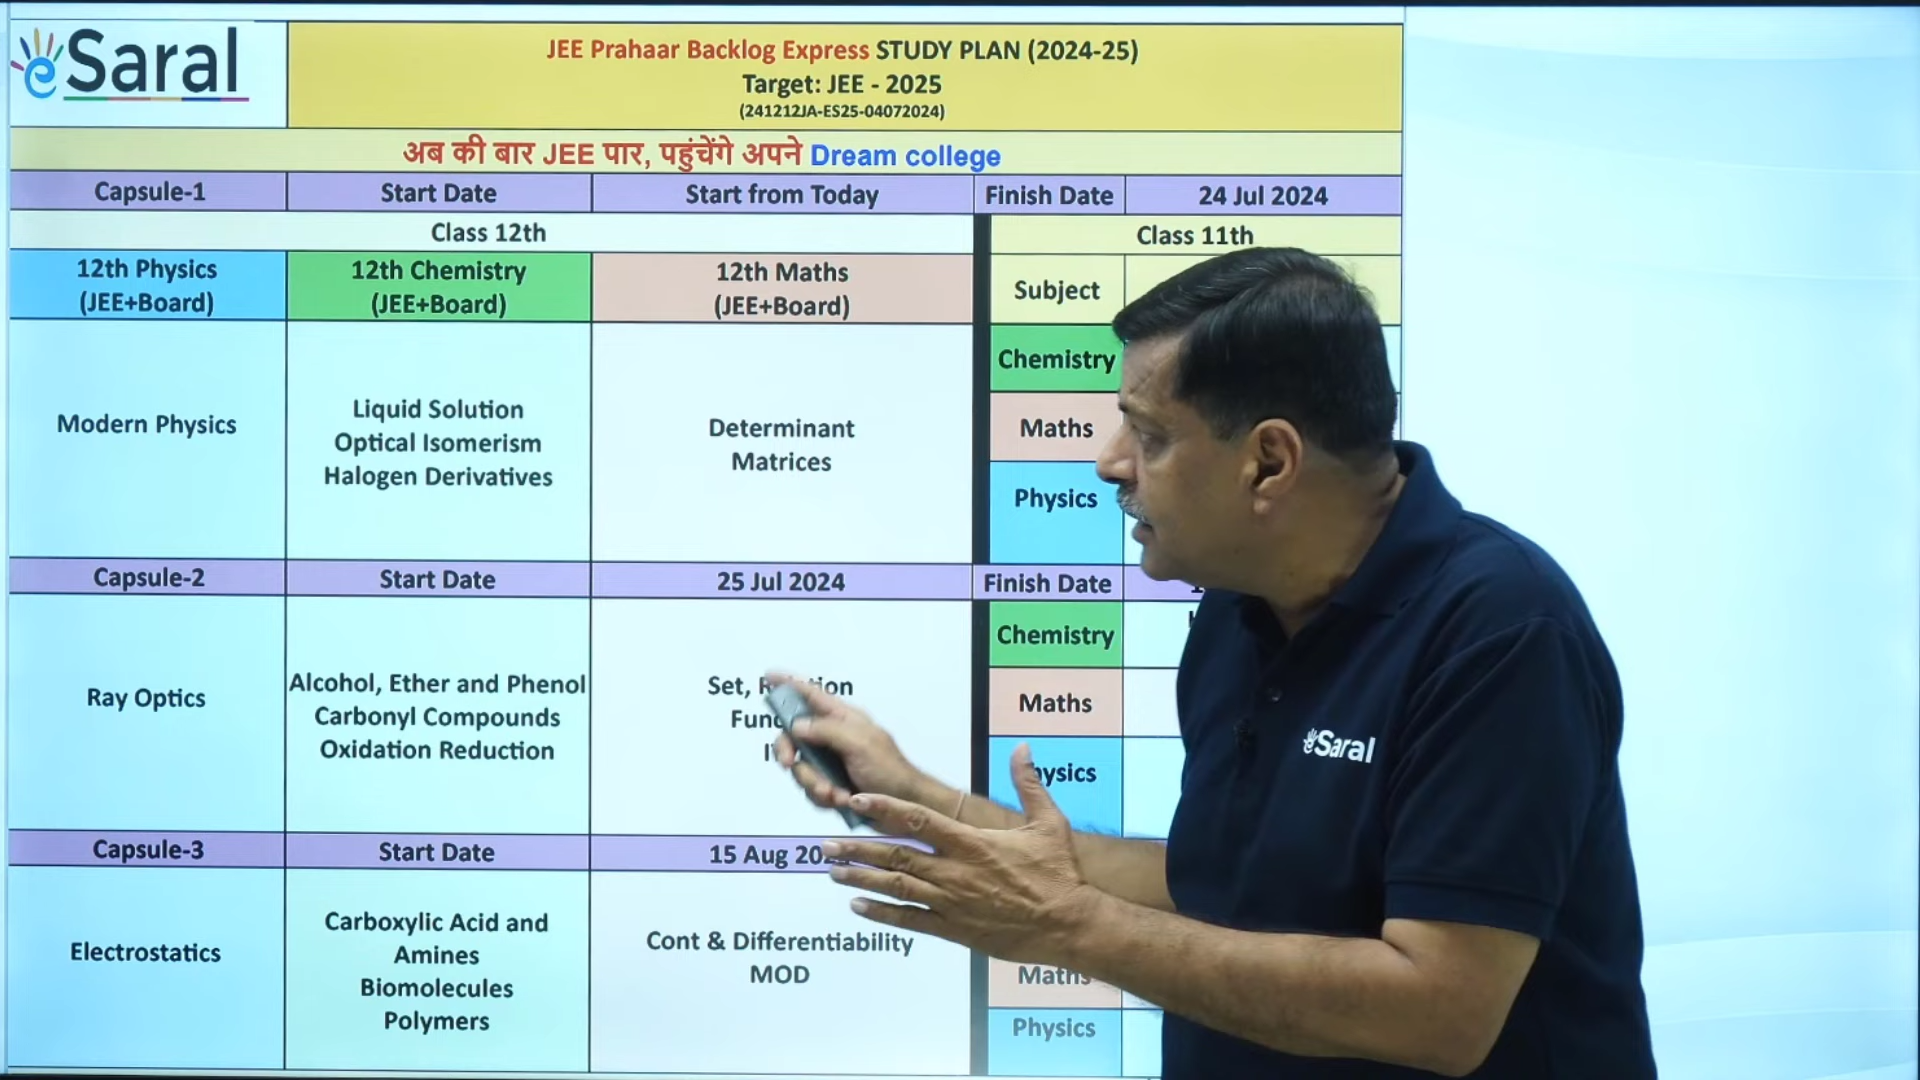 eSaral
JEE Prahaar Backlog Express STUDY PLAN (2024-25)
Target: JEE - 2025
(241212JA-ES25-04072024)
अब की बार JEE पार, पहुंचेंगे अपने Dream college
Capsule-1 Start Date Start from Today Finish Date 24 Jul 2024
Class 12th Class 11th
12th Physics
(JEE+Board)
12th Chemistry
(JEE+Board)
12th Maths
(JEE+Board)
Subject
Modern Physics
Liquid Solution
Optical Isomerism
Halogen Derivatives
Determinant
Matrices
Chemistry
Maths
Physics
Capsule-2 Start Date 25 Jul 2024 Finish Date
Ray Optics
Alcohol, Ether and Phenol
Carbonyl Compounds
Oxidation Reduction
Set,
Chemistry
Maths
Capsule-3 Start Date 15 Aug
Electrostatics
Carboxylic Acid and
Amines
Biomolecules
Polymers
Cont & Differentiability
MOD
Maths
Physics
eSaral